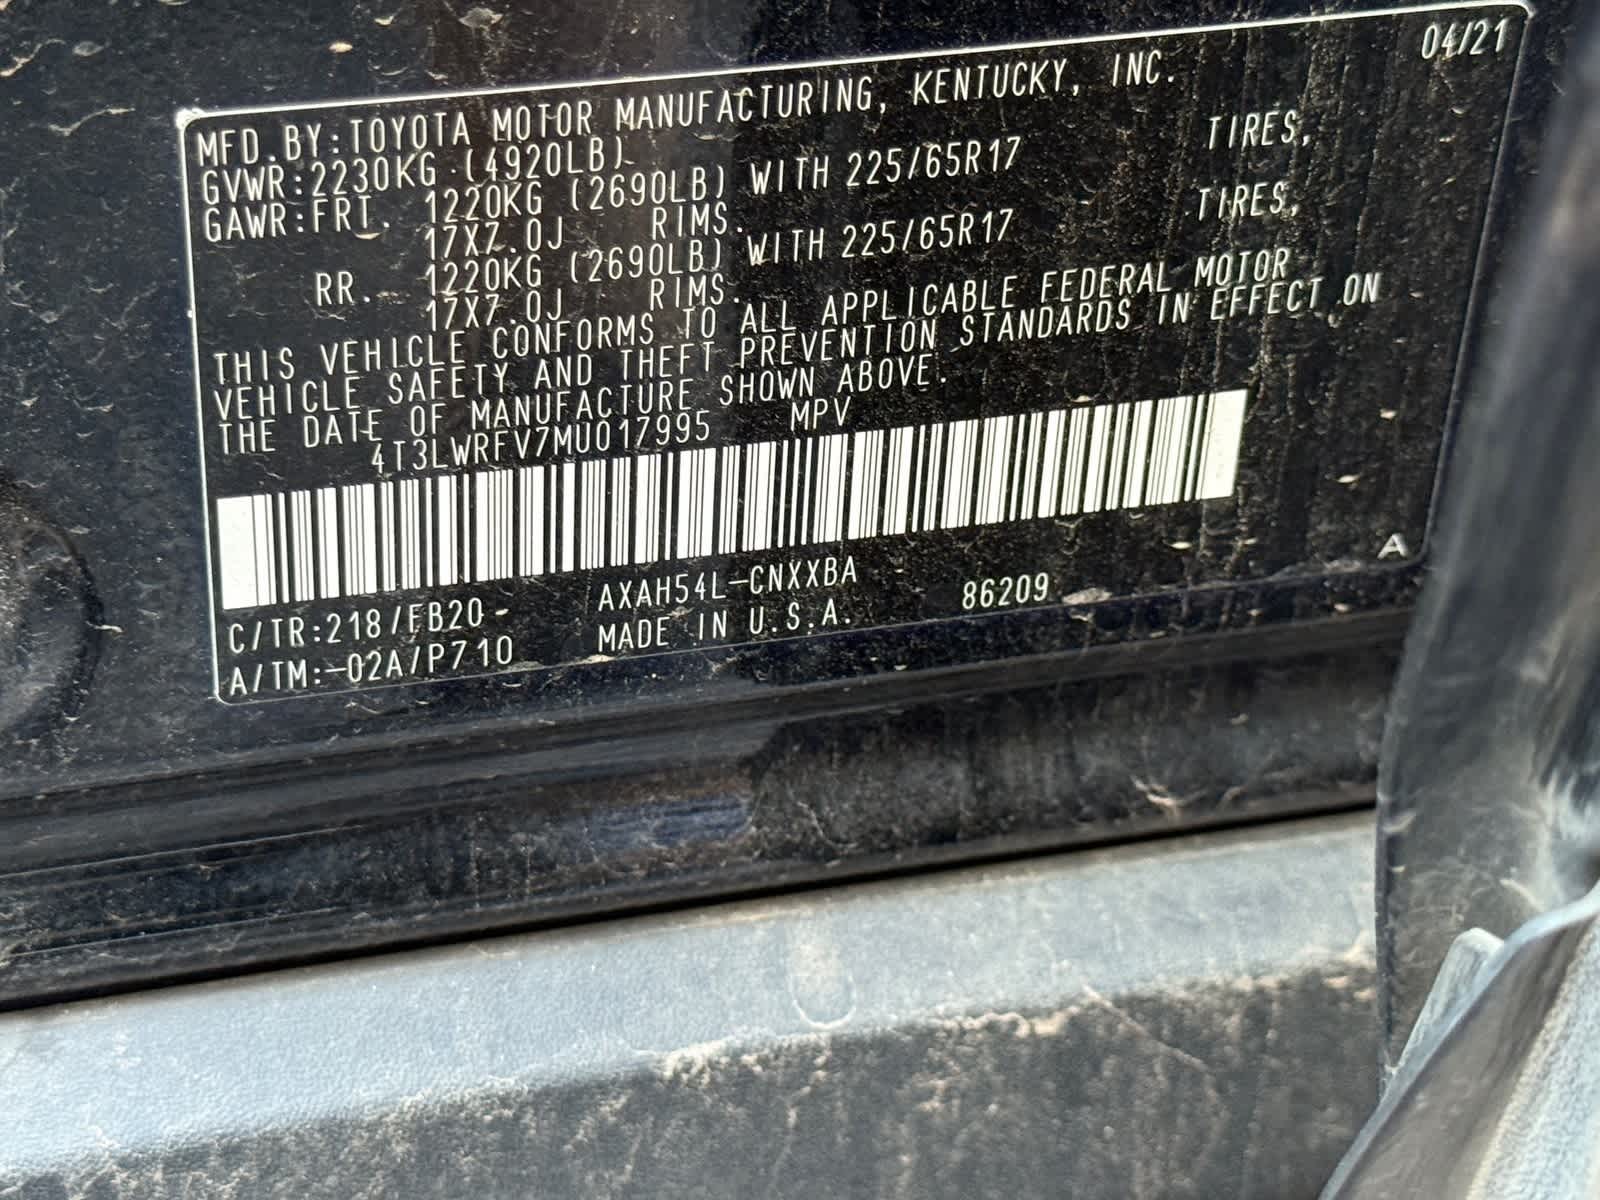 04/21
MFD.BY:TOYOTA MOTOR MANUFACTURING, KENTUCKY, INC.
GVWR:2230KG (4920LB)
GAWR:FRT. 1220KG (2690LB) WITH 225/65R17 TIRES,
17X7.0J RIMS.
RR. 1220KG (2690LB) WITH 225/65R17 TIRES,
17X7.0J RIMS.
THIS VEHICLE CONFORMS TO ALL APPLICABLE FEDERAL MOTOR
VEHICLE SAFETY AND THEFT PREVENTION STANDARDS IN EFFECT ON
THE DATE OF MANUFACTURE SHOWN ABOVE.
4T3LWRFV7MU017995 MPV
A
C/TR:218/FB20 AXAH54L-CNXXBA 86209
A/TM:-02A/P710 MADE IN U.S.A.